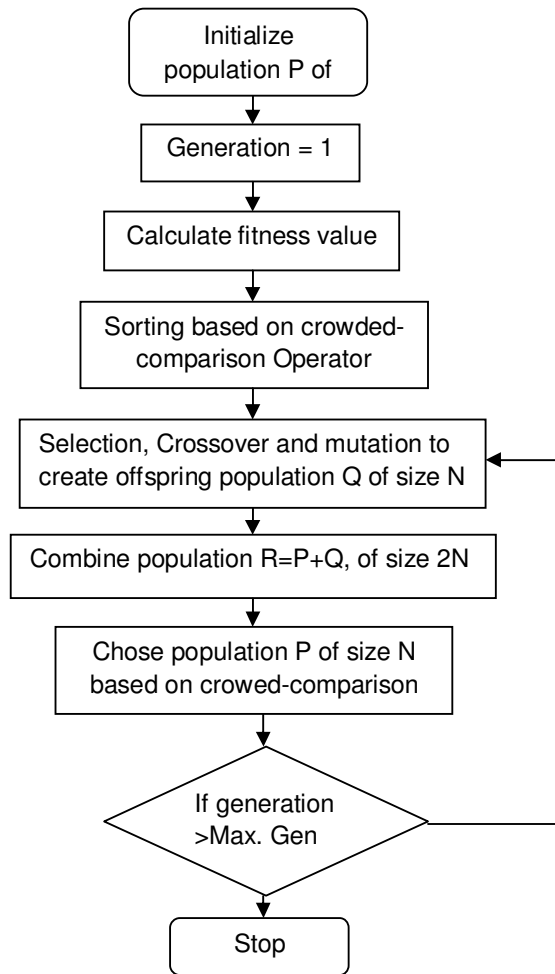 Initialize
population P of
Generation = 1
Calculate fitness value
Sorting based on crowded-
comparison Operator
Selection, Crossover and mutation to
create offspring population Q of size N
Combine population R=P+Q, of size 2N
Chose population P of size N
based on crowed-comparison
If generation
>Max. Gen
Stop